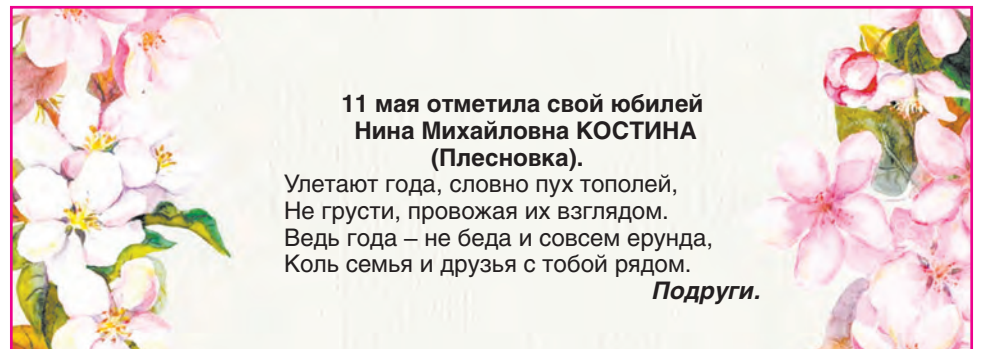 11 мая отметила свой юбилей
Нина Михайловна КОСТИНА
(Плесновка).
Улетают года, словно пух тополей,
Не грусти, провожая их взглядом.
Ведь года – не беда и совсем ерунда,
Коль семья и друзья с тобой рядом.
Подруги.